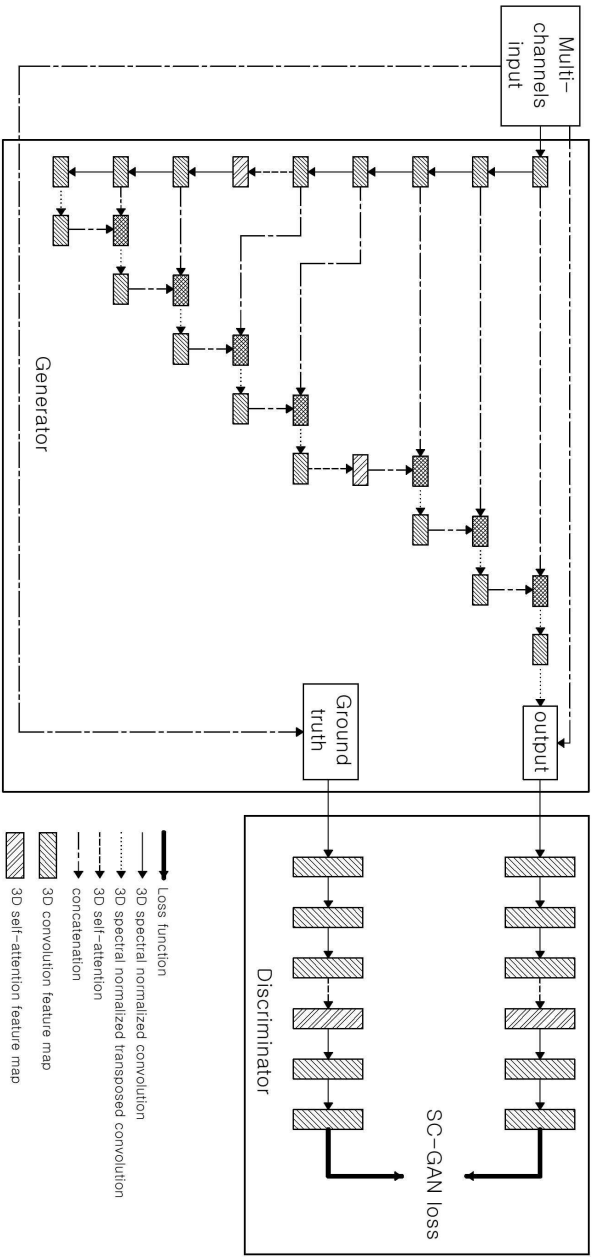 Multi-
channels
input
Generator
Ground
truth
output
Discriminator
SC-GAN loss
Loss function
3D spectral normalized convolution
3D spectral normalized transposed convolution
3D self-attention
concatenation
3D convolution feature map
3D self-attention feature map